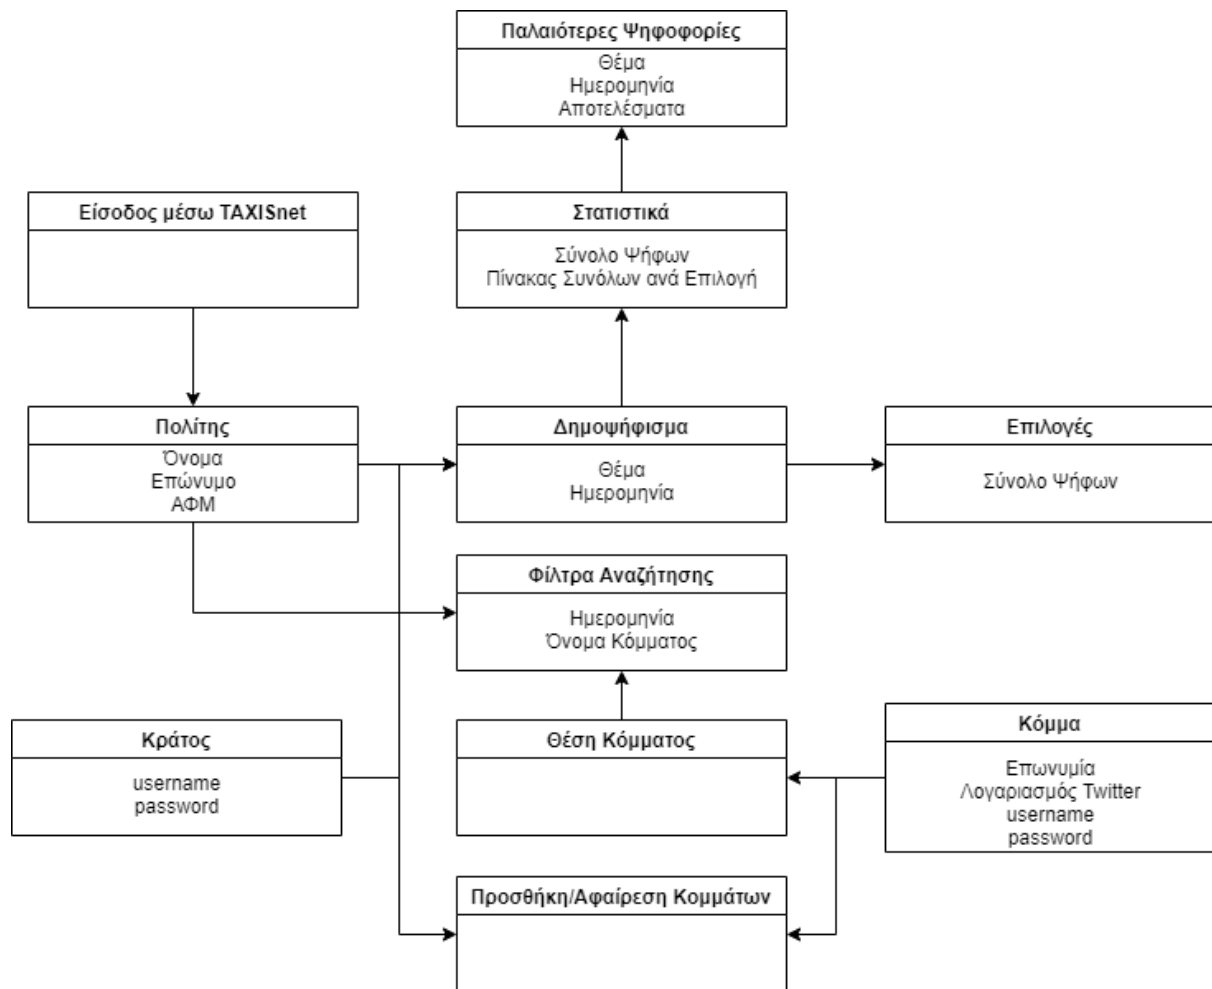 Παλαιότερες Ψηφοφορίες
Θέμα
Ημερομηνία
Αποτελέσματα
Είσοδος μέσω TAXISnet
Στατιστικά
Σύνολο Ψήφων
Πίνακας Συνόλων ανά Επιλογή
Πολίτης
Όνομα
Επώνυμο
ΑΦΜ
Δημοψήφισμα
Θέμα
Ημερομηνία
Επιλογές
Σύνολο Ψήφων
Φίλτρα Αναζήτησης
Ημερομηνία
Όνομα Κόμματος
Κράτος
username
password
Θέση Κόμματος
Κόμμα
Επωνυμία
Λογαριασμός Twitter
username
password
Προσθήκη/Αφαίρεση Κομμάτων